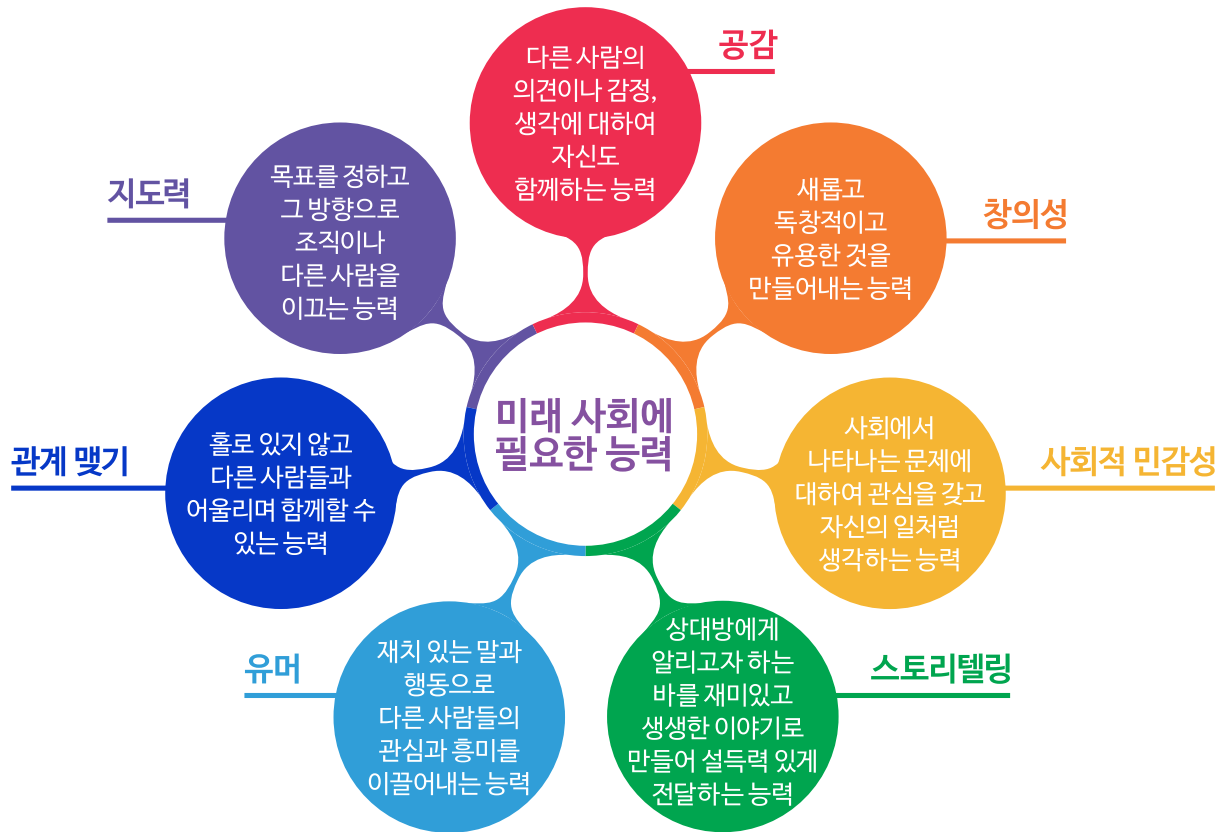 미래 사회에
필요한 능력
공감
다른 사람의
의견이나 감정,
생각에 대하여
자신도
함께하는 능력
창의성
새롭고
독창적이고
유용한 것을
만들어내는 능력
사회적 민감성
사회에서
나타나는 문제에
대하여 관심을 갖고
자신의 일처럼
생각하는 능력
스토리텔링
상대방에게
알리고자 하는
바를 재미있고
생생한 이야기로
만들어 설득력 있게
전달하는 능력
유머
재치 있는 말과
행동으로
다른 사람들의
관심과 흥미를
이끌어내는 능력
관계 맺기
홀로 있지 않고
다른 사람들과
어울리며 함께할 수
있는 능력
지도력
목표를 정하고
그 방향으로
조직이나
다른 사람을
이끄는 능력